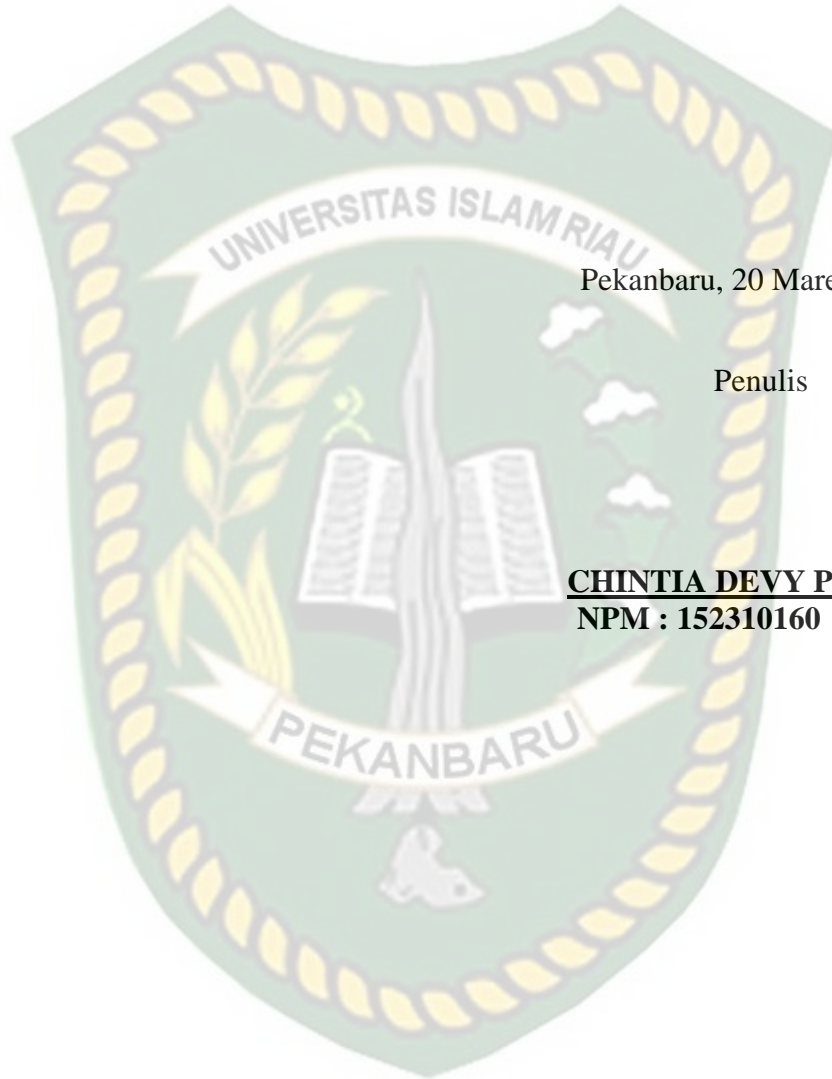 UNIVERSITAS ISLAM RIAU
Pekanbaru, 20 Mare
Penulis
CHINTIA DEVY P
NPM : 152310160
PEKANBARU